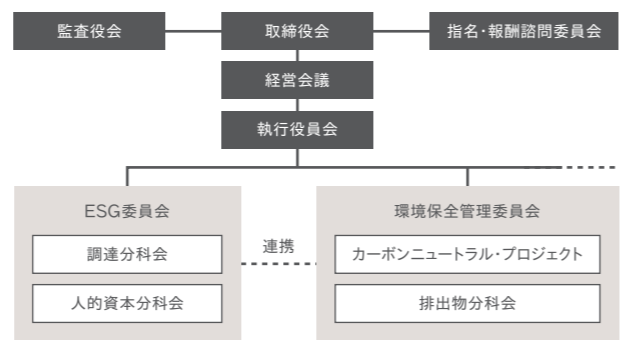 監査役会
取締役会
指名・報酬諮問委員会
経営会議
執行役員会
ESG委員会
調達分科会
人的資本分科会
連携
環境保全管理委員会
カーボンニュートラル・プロジェクト
排出物分科会